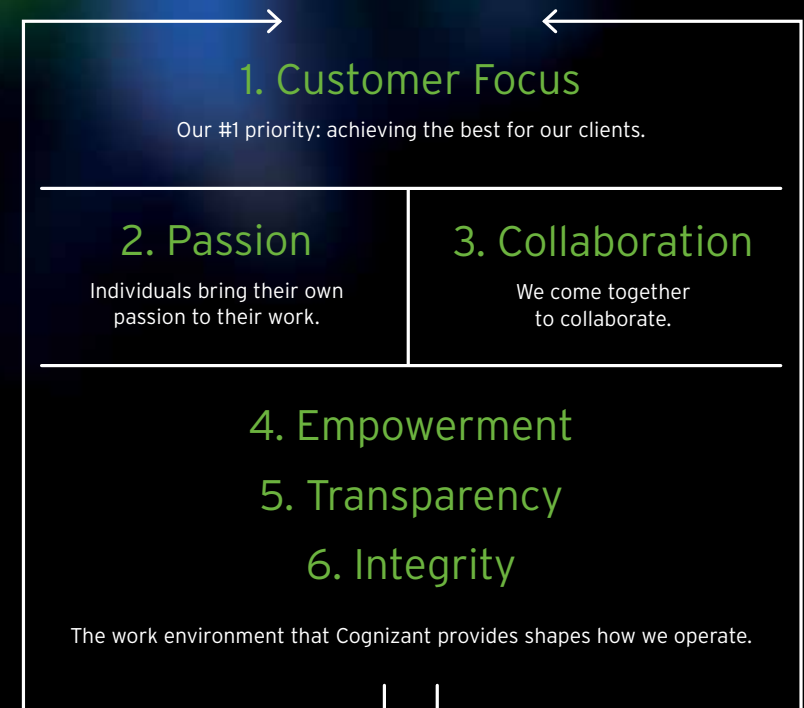 1. Customer Focus
Our #1 priority: achieving the best for our clients.
2. Passion
Individuals bring their own
passion to their work.
3. Collaboration
We come together
to collaborate.
4. Empowerment
5. Transparency
6. Integrity
The work environment that Cognizant provides shapes how we operate.